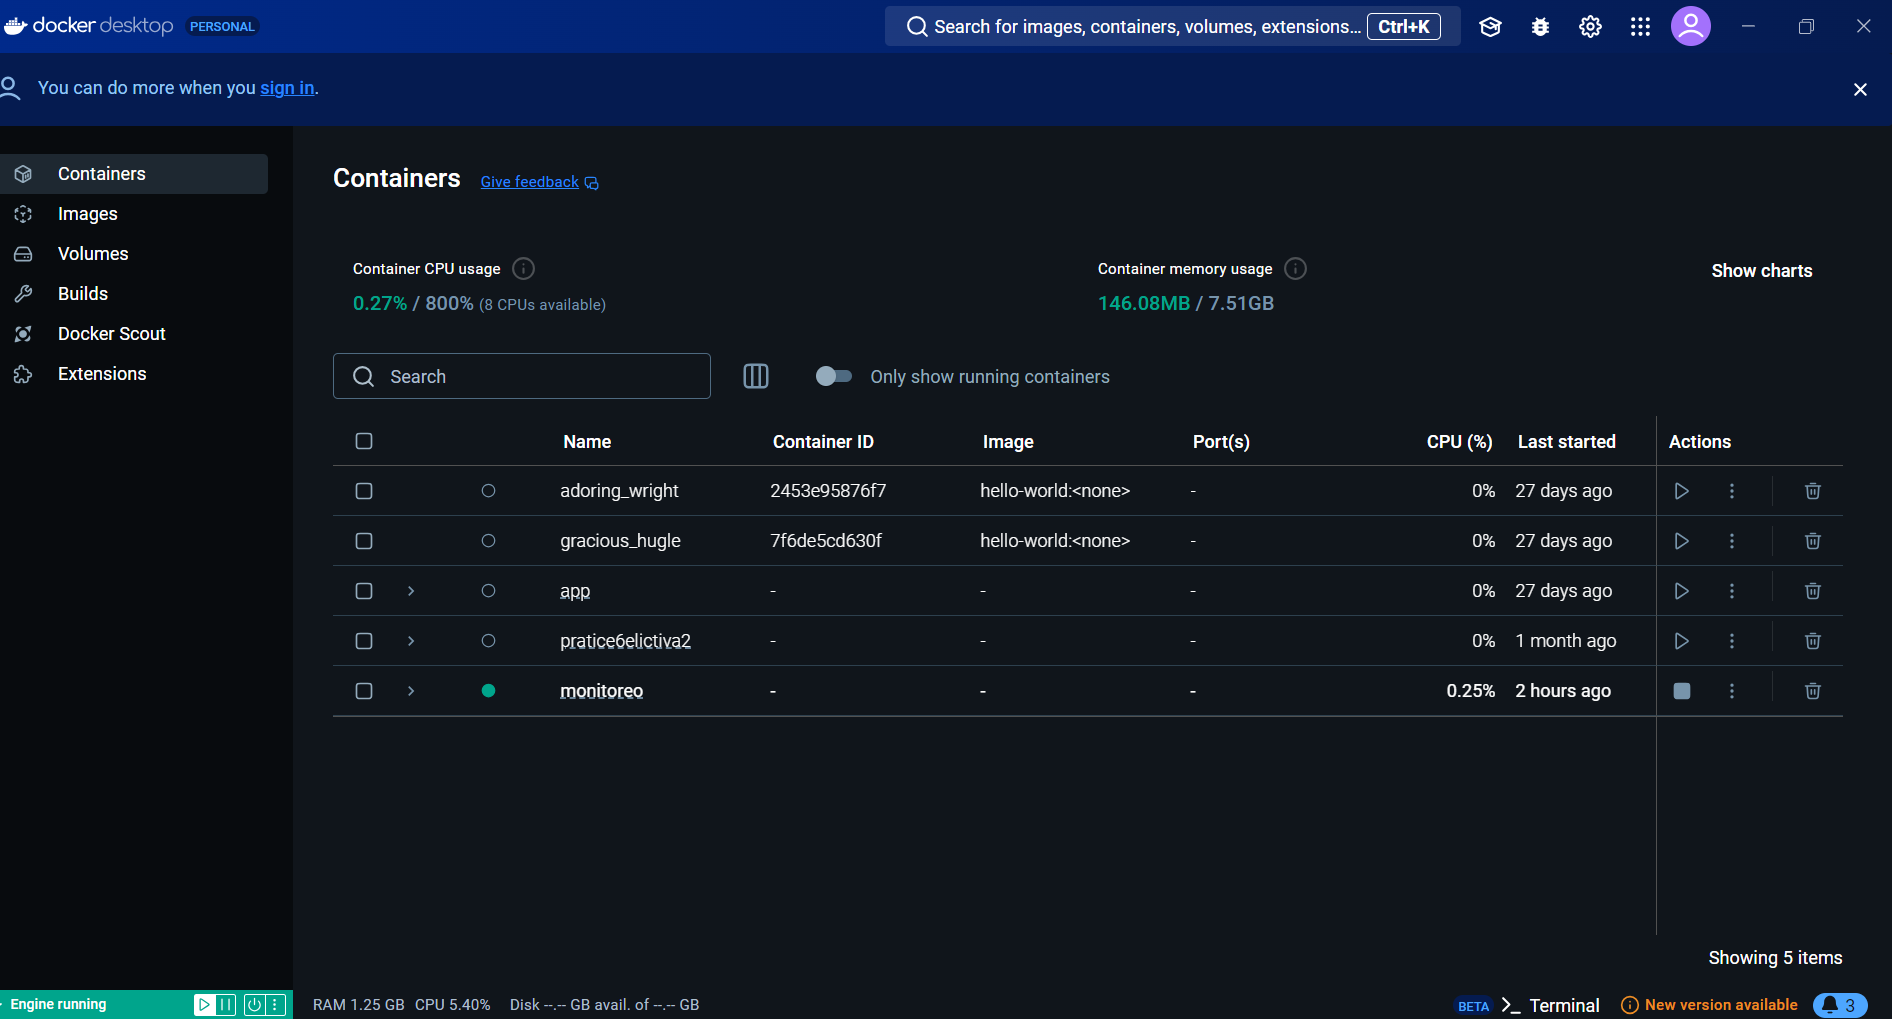 docker desktop PERSONAL
Search for images, containers, volumes, extensions... Ctrl+K
You can do more when you sign in.
Containers
Images
Volumes
Builds
Docker Scout
Extensions
Containers Give feedback
Container CPU usage
0.27% / 800% (8 CPUs available)
Container memory usage
146.08MB / 7.51GB
Show charts
Search
Only show running containers
Name Container ID Image Port(s) CPU (%) Last started Actions
adoring_wright 2453e95876f7 hello-world:<none> - 0% 27 days ago
gracious_hugle 7f6de5cd630f hello-world:<none> - 0% 27 days ago
app - - - 0% 27 days ago
pratice6elictiva2 - - - 0% 1 month ago
monitoreo - - - 0.25% 2 hours ago
Showing 5 items
Engine running
RAM 1.25 GB CPU 5.40% Disk --.-- GB avail. of --.-- GB
BETA >_ Terminal
New version available
3